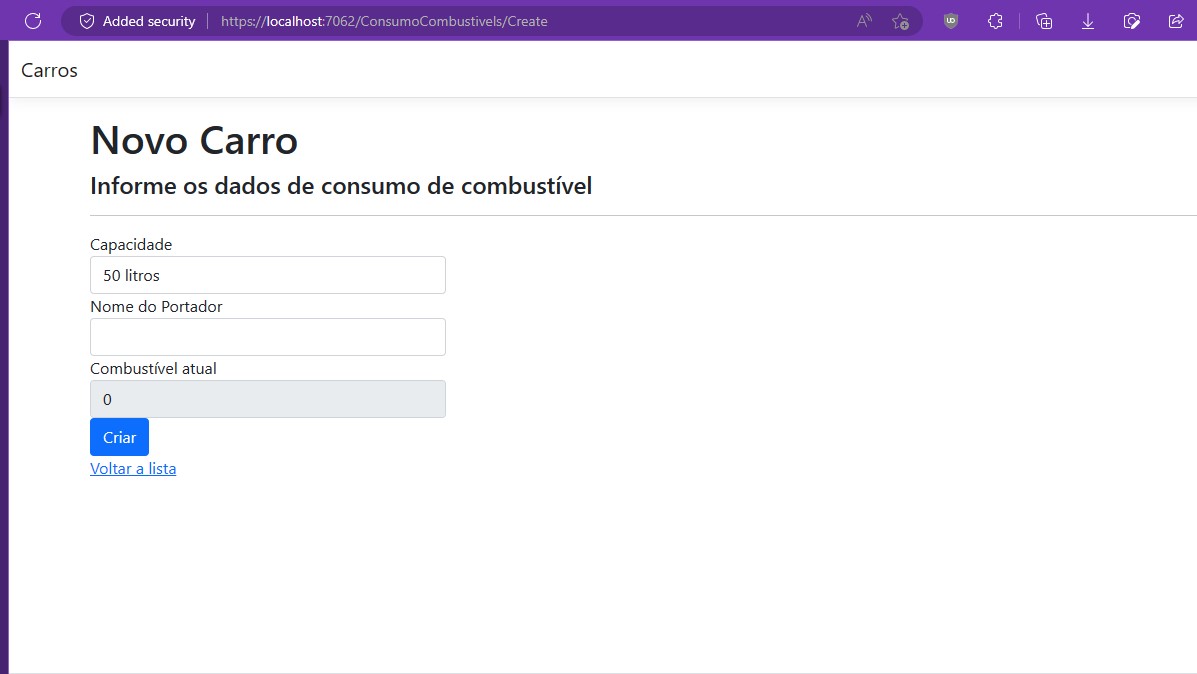 Added security https://localhost:7062/ConsumoCombustivels/Create
Carros
Novo Carro
Informe os dados de consumo de combustível
Capacidade
50 litros
Nome do Portador
Combustível atual
0
Criar
Voltar a lista